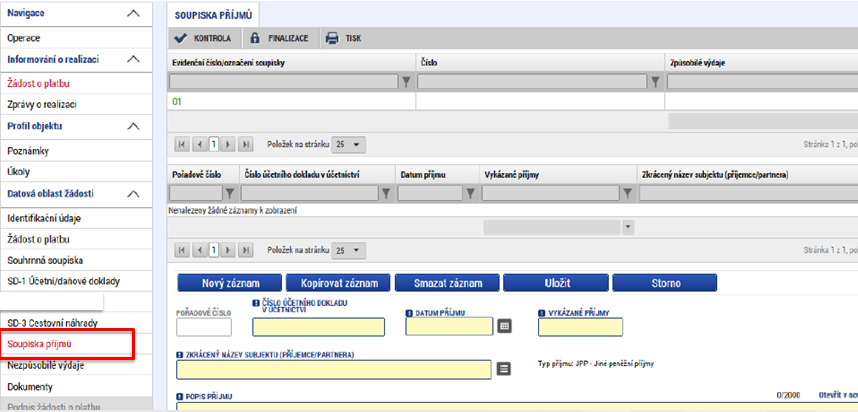 Navigace
Operace
Informování o realizaci
Žádost o platbu
Zprávy o realizaci
Profil objektu
Poznámky
Úkoly
Datová oblast žádosti
Identifikační údaje
Žádost o platbu
Souhrnná soupiska
SD-1 Účetní/daňové doklady
SD-3 Cestovní náhrady
Soupiska příjmů
Nezpůsobilé výdaje
Dokumenty
Podpis žádosti o platbu
SOUPISKA PŘÍJMŮ
KONTROLA FINALIZACE TISK
Evidenční číslo/označení soupisky Číslo Způsobilé výdaje
01
1 Položek na stránku 25 Stránka 1 z 1, po
Pořadové číslo Číslo účetního dokladu v účetnictví Datum příjmu Vykázané příjmy Zkrácený název subjektu (příjemce/partnera)
Nenalezeny žádné záznamy k zobrazení
1 Položek na stránku 25 Stránka 1 z 1, po
Nový záznam Kopírovat záznam Smazat záznam Uložit Storno
POŘADOVÉ ČÍSLO
ČÍSLO ÚČETNÍHO DOKLADU
V ÚČETNICTVÍ
DATUM PŘÍJMU
VYKÁZANÉ PŘÍJMY
ZKRÁCENÝ NÁZEV SUBJEKTU (PŘÍJEMCE/PARTNERA)
Typ příjmu: JPP - Jiné peněžní příjmy
POPIS PŘÍJMU 0/2000 Otevřít v no